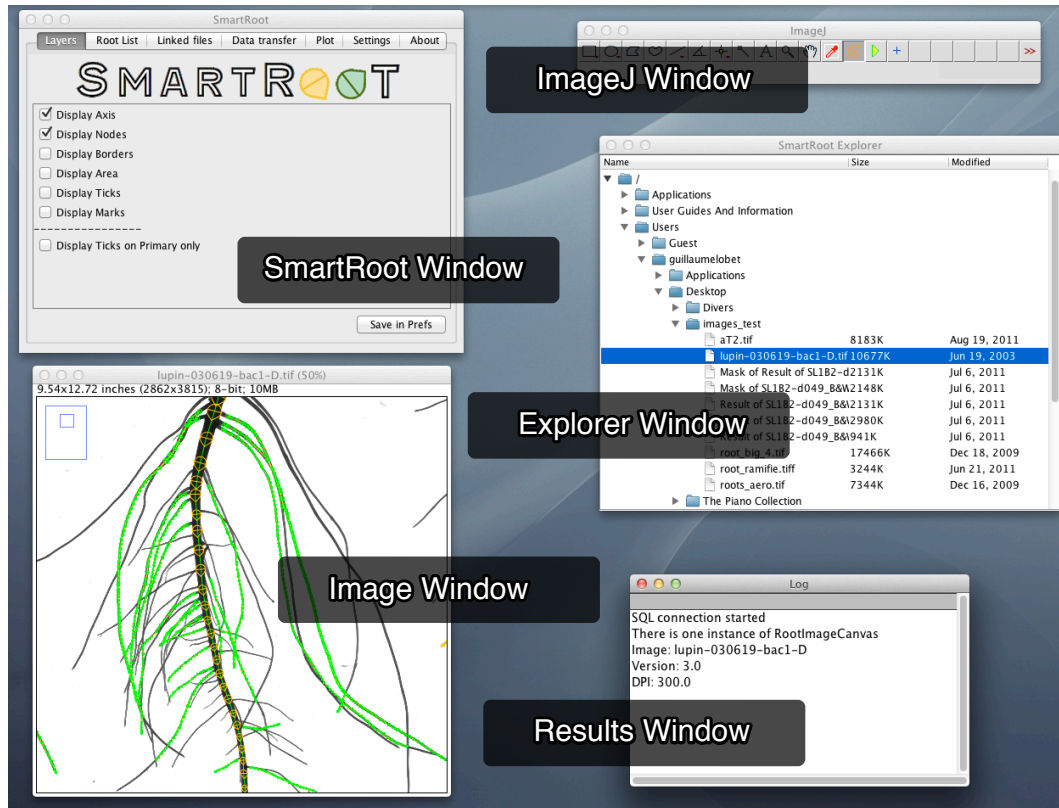 SmartRoot
Layers Root List Linked files Data transfer Plot Settings About
SMARTROOT
Display Axis
Display Nodes
Display Borders
Display Area
Display Ticks
Display Marks
-----------------
Display Ticks on Primary only
Save in Prefs
SmartRoot Window
ImageJ
A >>
ImageJ Window
SmartRoot Explorer
Name Size Modified
/
Applications
User Guides And Information
Users
Guest
guillaumelobet
Applications
Desktop
Divers
images_test
aT2.tif 8183K Aug 19, 2011
lupin-030619-bac1-D.tif 10677K Jun 19, 2003
Mask of Result of SL1B2-d 2131K Jul 6, 2011
Mask of SL1B2-d049_B&W 2148K Jul 6, 2011
Result of SL1B2-d049_B&\ 2131K Jul 6, 2011
Result of SL1B2-d049_B&\ 2980K Jul 6, 2011
Result of SL1B2-d049_B&\ 941K Jul 6, 2011
root_big_4.tif 17466K Dec 18, 2009
root_ramifie.tiff 3244K Jun 21, 2011
roots_aero.tif 7344K Dec 16, 2009
The Piano Collection
Explorer Window
lupin-030619-bac1-D.tif (50%)
9.54x12.72 inches (2862x3815); 8-bit; 10MB
Image Window
Log
SQL connection started
There is one instance of RootImageCanvas
Image: lupin-030619-bac1-D
Version: 3.0
DPI: 300.0
Results Window